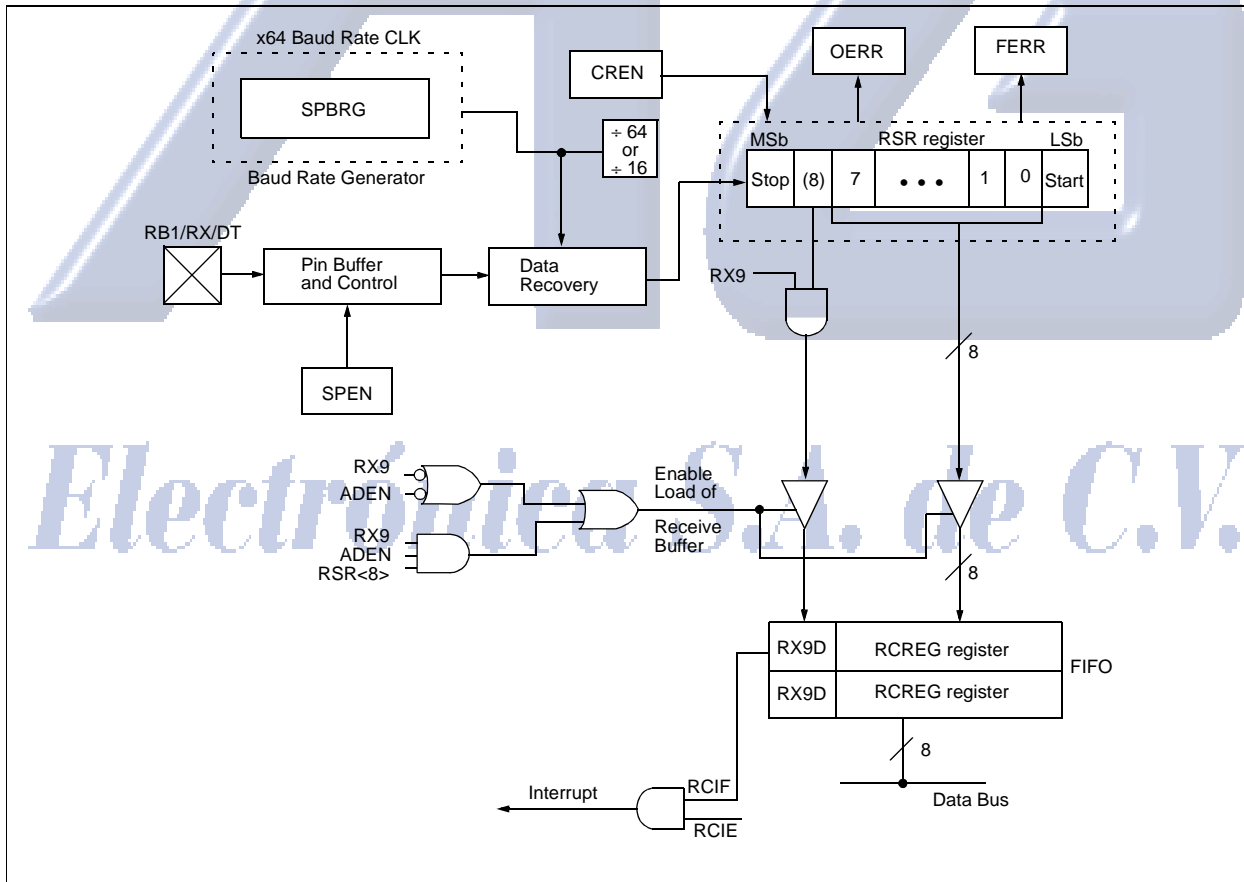 x64 Baud Rate CLK
SPBRG
Baud Rate Generator
CREN
OERR
FERR
÷ 64
or
÷ 16
MSb
RSR register
LSb
Stop
(8)
7
• • •
1
0
Start
RB1/RX/DT
Pin Buffer
and Control
Data
Recovery
SPEN
RX9
8
RX9
ADEN
RX9
ADEN
RSR<8>
Enable
Load of
Receive
Buffer
8
RX9D
RCREG register
RX9D
RCREG register
FIFO
8
Data Bus
Interrupt
RCIF
RCIE
Electrónica S.A. de C.V.